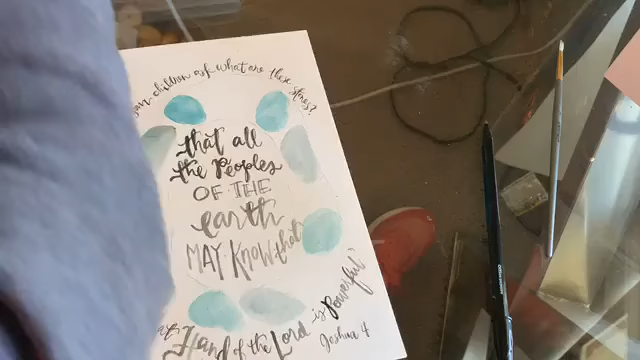 your children ask what are these stones?
that all
the Peoples
OF THE
earth
MAY KNOW that
Hand of the Lord is Powerful"
Joshua 4